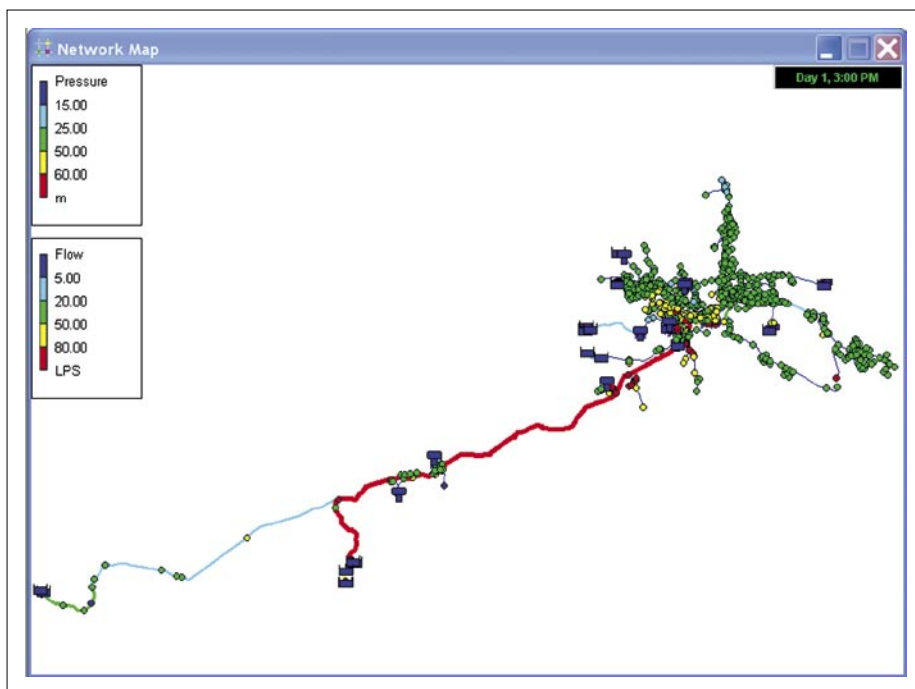 Network Map
Day 1, 3:00 PM
Pressure
15.00
25.00
50.00
60.00
m
Flow
5.00
20.00
50.00
80.00
LPS